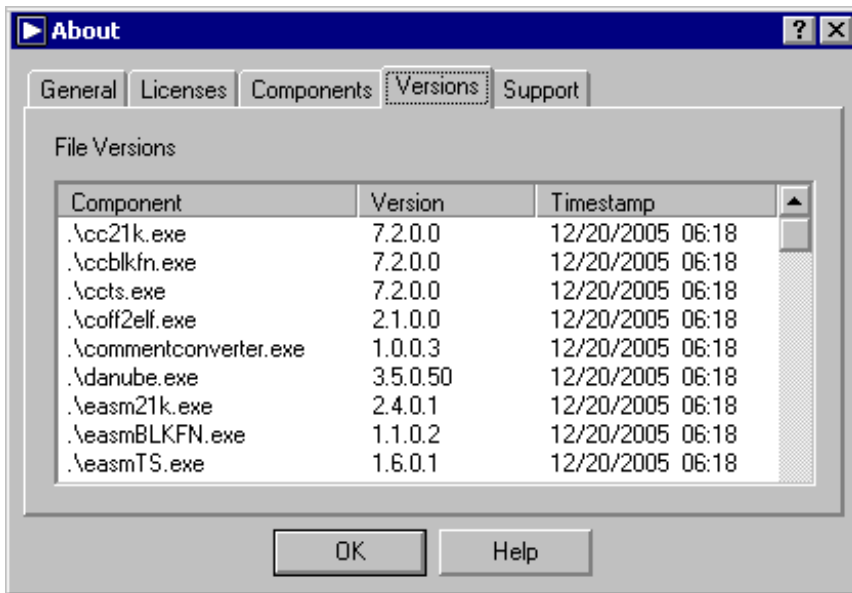 About
General Licenses Components Versions Support
File Versions
Component Version Timestamp
.\cc21k.exe 7.2.0.0 12/20/2005 06:18
.\ccblkfn.exe 7.2.0.0 12/20/2005 06:18
.\ccts.exe 7.2.0.0 12/20/2005 06:18
.\coff2elf.exe 2.1.0.0 12/20/2005 06:18
.\commentconverter.exe 1.0.0.3 12/20/2005 06:18
.\danube.exe 3.5.0.50 12/20/2005 06:18
.\easm21k.exe 2.4.0.1 12/20/2005 06:18
.\easmBLKFN.exe 1.1.0.2 12/20/2005 06:18
.\easmTS.exe 1.6.0.1 12/20/2005 06:18
OK Help